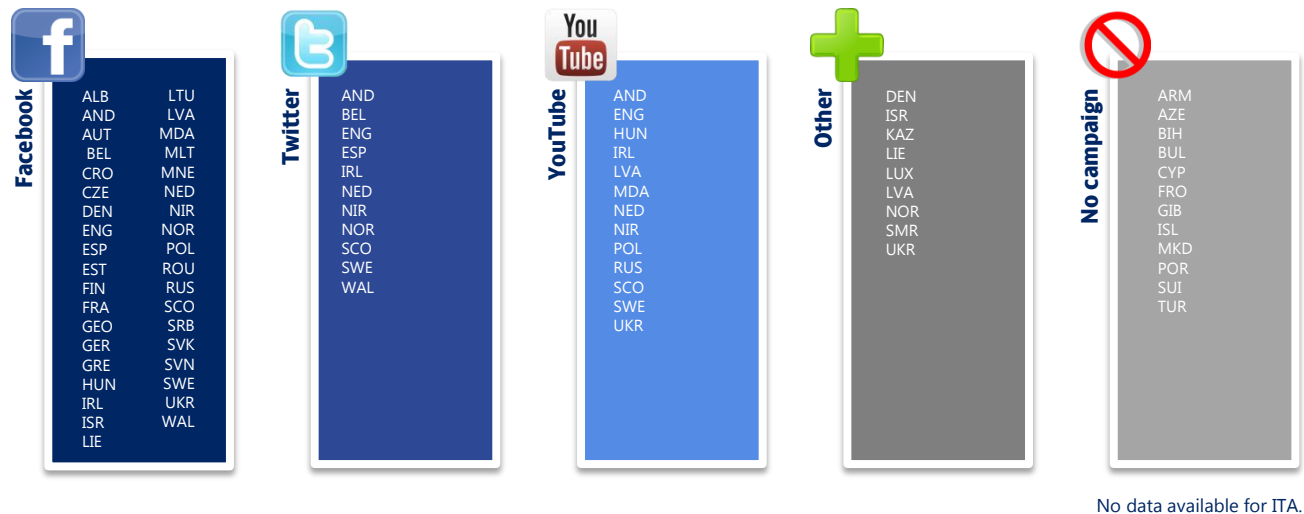 Facebook
ALB LTU
AND LVA
AUT MDA
BEL MLT
CRO MNE
CZE NED
DEN NIR
ENG NOR
ESP POL
EST ROU
FIN RUS
FRA SCO
GEO SRB
GER SVK
GRE SVN
HUN SWE
IRL UKR
ISR WAL
LIE
Twitter
AND
BEL
ENG
ESP
IRL
NED
NIR
NOR
SCO
SWE
WAL
You
Tube
YouTube
AND
ENG
HUN
IRL
LVA
MDA
NED
NIR
POL
RUS
SCO
SWE
UKR
Other
DEN
ISR
KAZ
LIE
LUX
LVA
NOR
SMR
UKR
No campaign
ARM
AZE
BIH
BUL
CYP
FRO
GIB
ISL
MKD
POR
SUI
TUR
No data available for ITA.